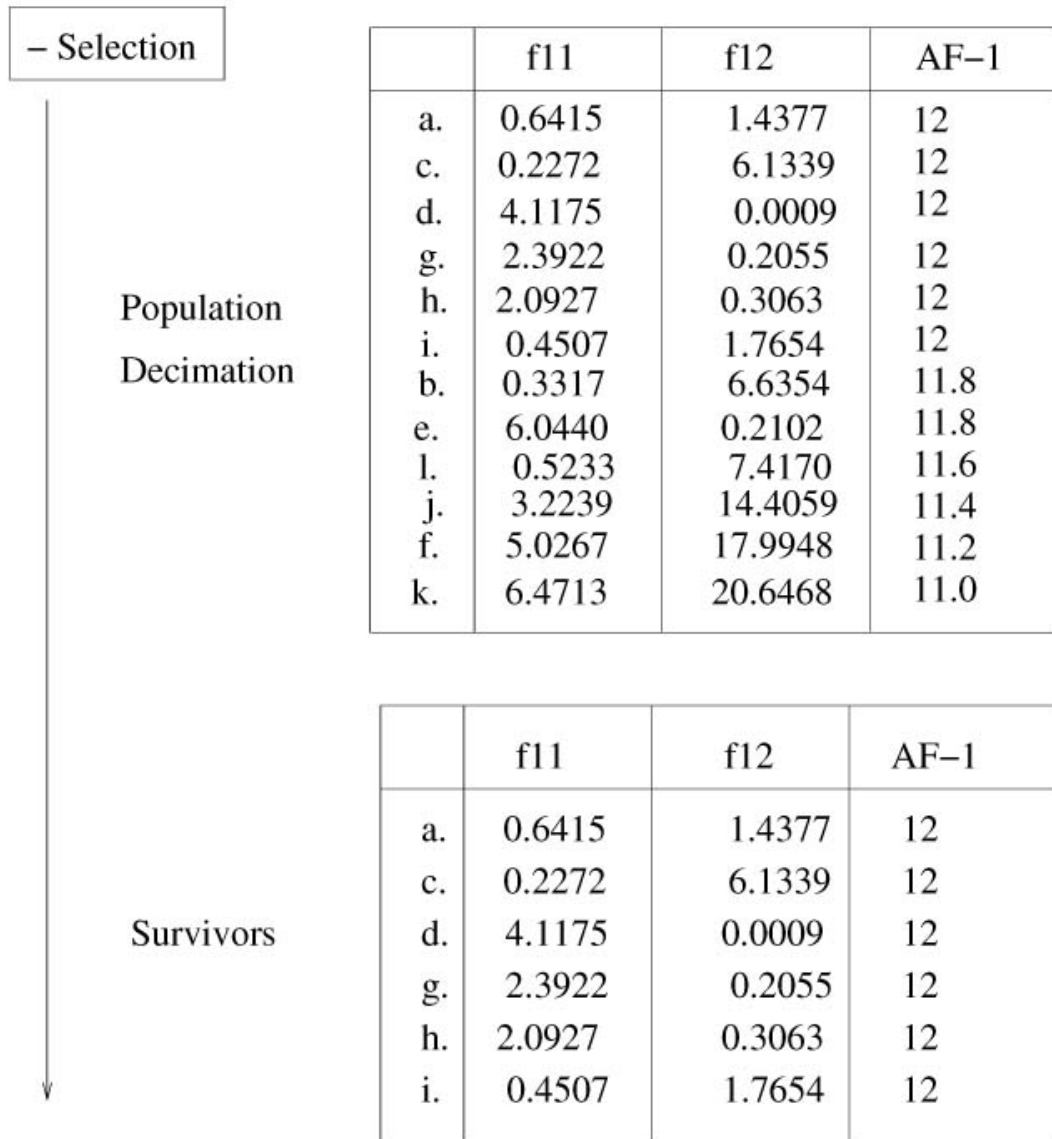 – Selection
f11 f12 AF–1
a. 0.6415 1.4377 12
c. 0.2272 6.1339 12
d. 4.1175 0.0009 12
g. 2.3922 0.2055 12
h. 2.0927 0.3063 12
i. 0.4507 1.7654 12
b. 0.3317 6.6354 11.8
e. 6.0440 0.2102 11.8
l. 0.5233 7.4170 11.6
j. 3.2239 14.4059 11.4
f. 5.0267 17.9948 11.2
k. 6.4713 20.6468 11.0
Population
Decimation
f11 f12 AF–1
a. 0.6415 1.4377 12
c. 0.2272 6.1339 12
d. 4.1175 0.0009 12
g. 2.3922 0.2055 12
h. 2.0927 0.3063 12
i. 0.4507 1.7654 12
Survivors